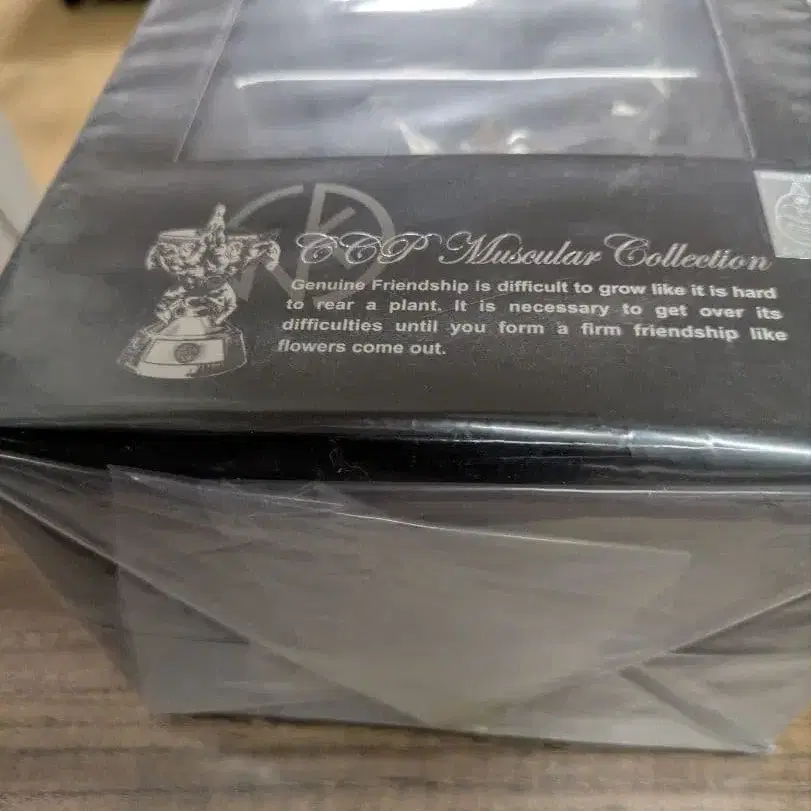 CCP Muscular Collection
Genuine Friendship is difficult to grow like it is hard
to rear a plant. It is necessary to get over its
difficulties until you form a firm friendship like
flowers come out.